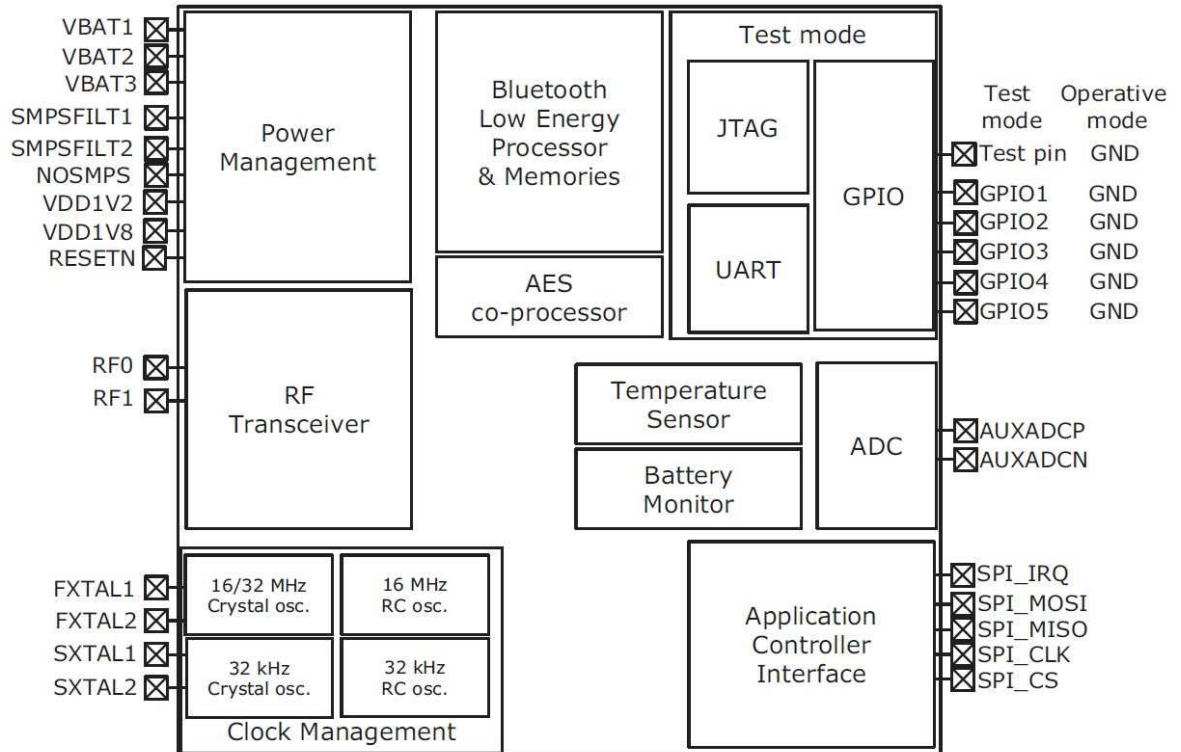 VBAT1
VBAT2
VBAT3
SMPSFILT1
SMPSFILT2
NOSMPS
VDD1V2
VDD1V8
RESETN
RF0
RF1
FXTAL1
FXTAL2
SXTAL1
SXTAL2
Power
Management
RF
Transceiver
16/32 MHz
Crystal osc.
16 MHz
RC osc.
32 kHz
Crystal osc.
32 kHz
RC osc.
Clock Management
Bluetooth
Low Energy
Processor
& Memories
AES
co-processor
Test mode
JTAG
UART
GPIO
Temperature
Sensor
Battery
Monitor
ADC
Application
Controller
Interface
Test Operative
mode mode
Test pin GND
GPIO1 GND
GPIO2 GND
GPIO3 GND
GPIO4 GND
GPIO5 GND
AUXADCP
AUXADCN
SPI_IRQ
SPI_MOSI
SPI_MISO
SPI_CLK
SPI_CS